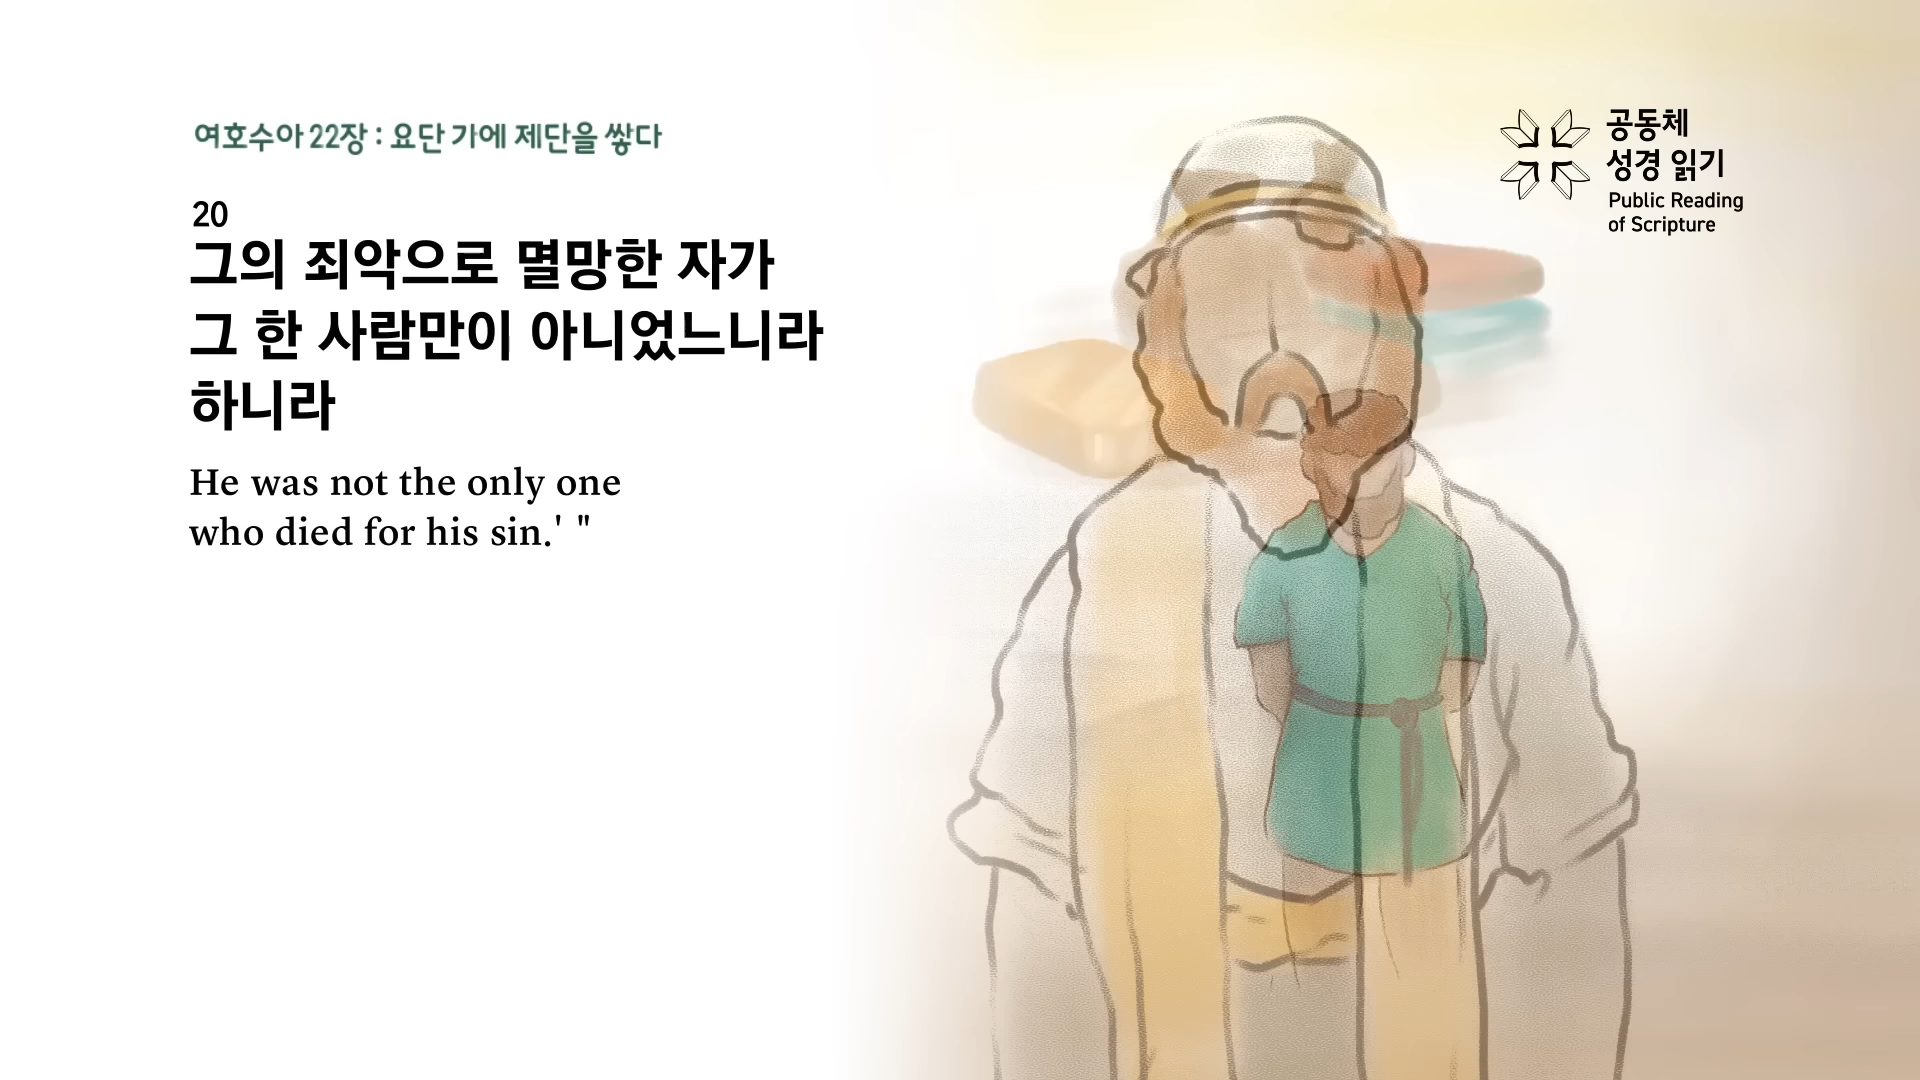 여호수아 22장 : 요단 가에 제단을 쌓다
20
그의 죄악으로 멸망한 자가
그 한 사람만이 아니었느니라
하니라
He was not the only one
who died for his sin.' "
공동체
성경 읽기
Public Reading
of Scripture